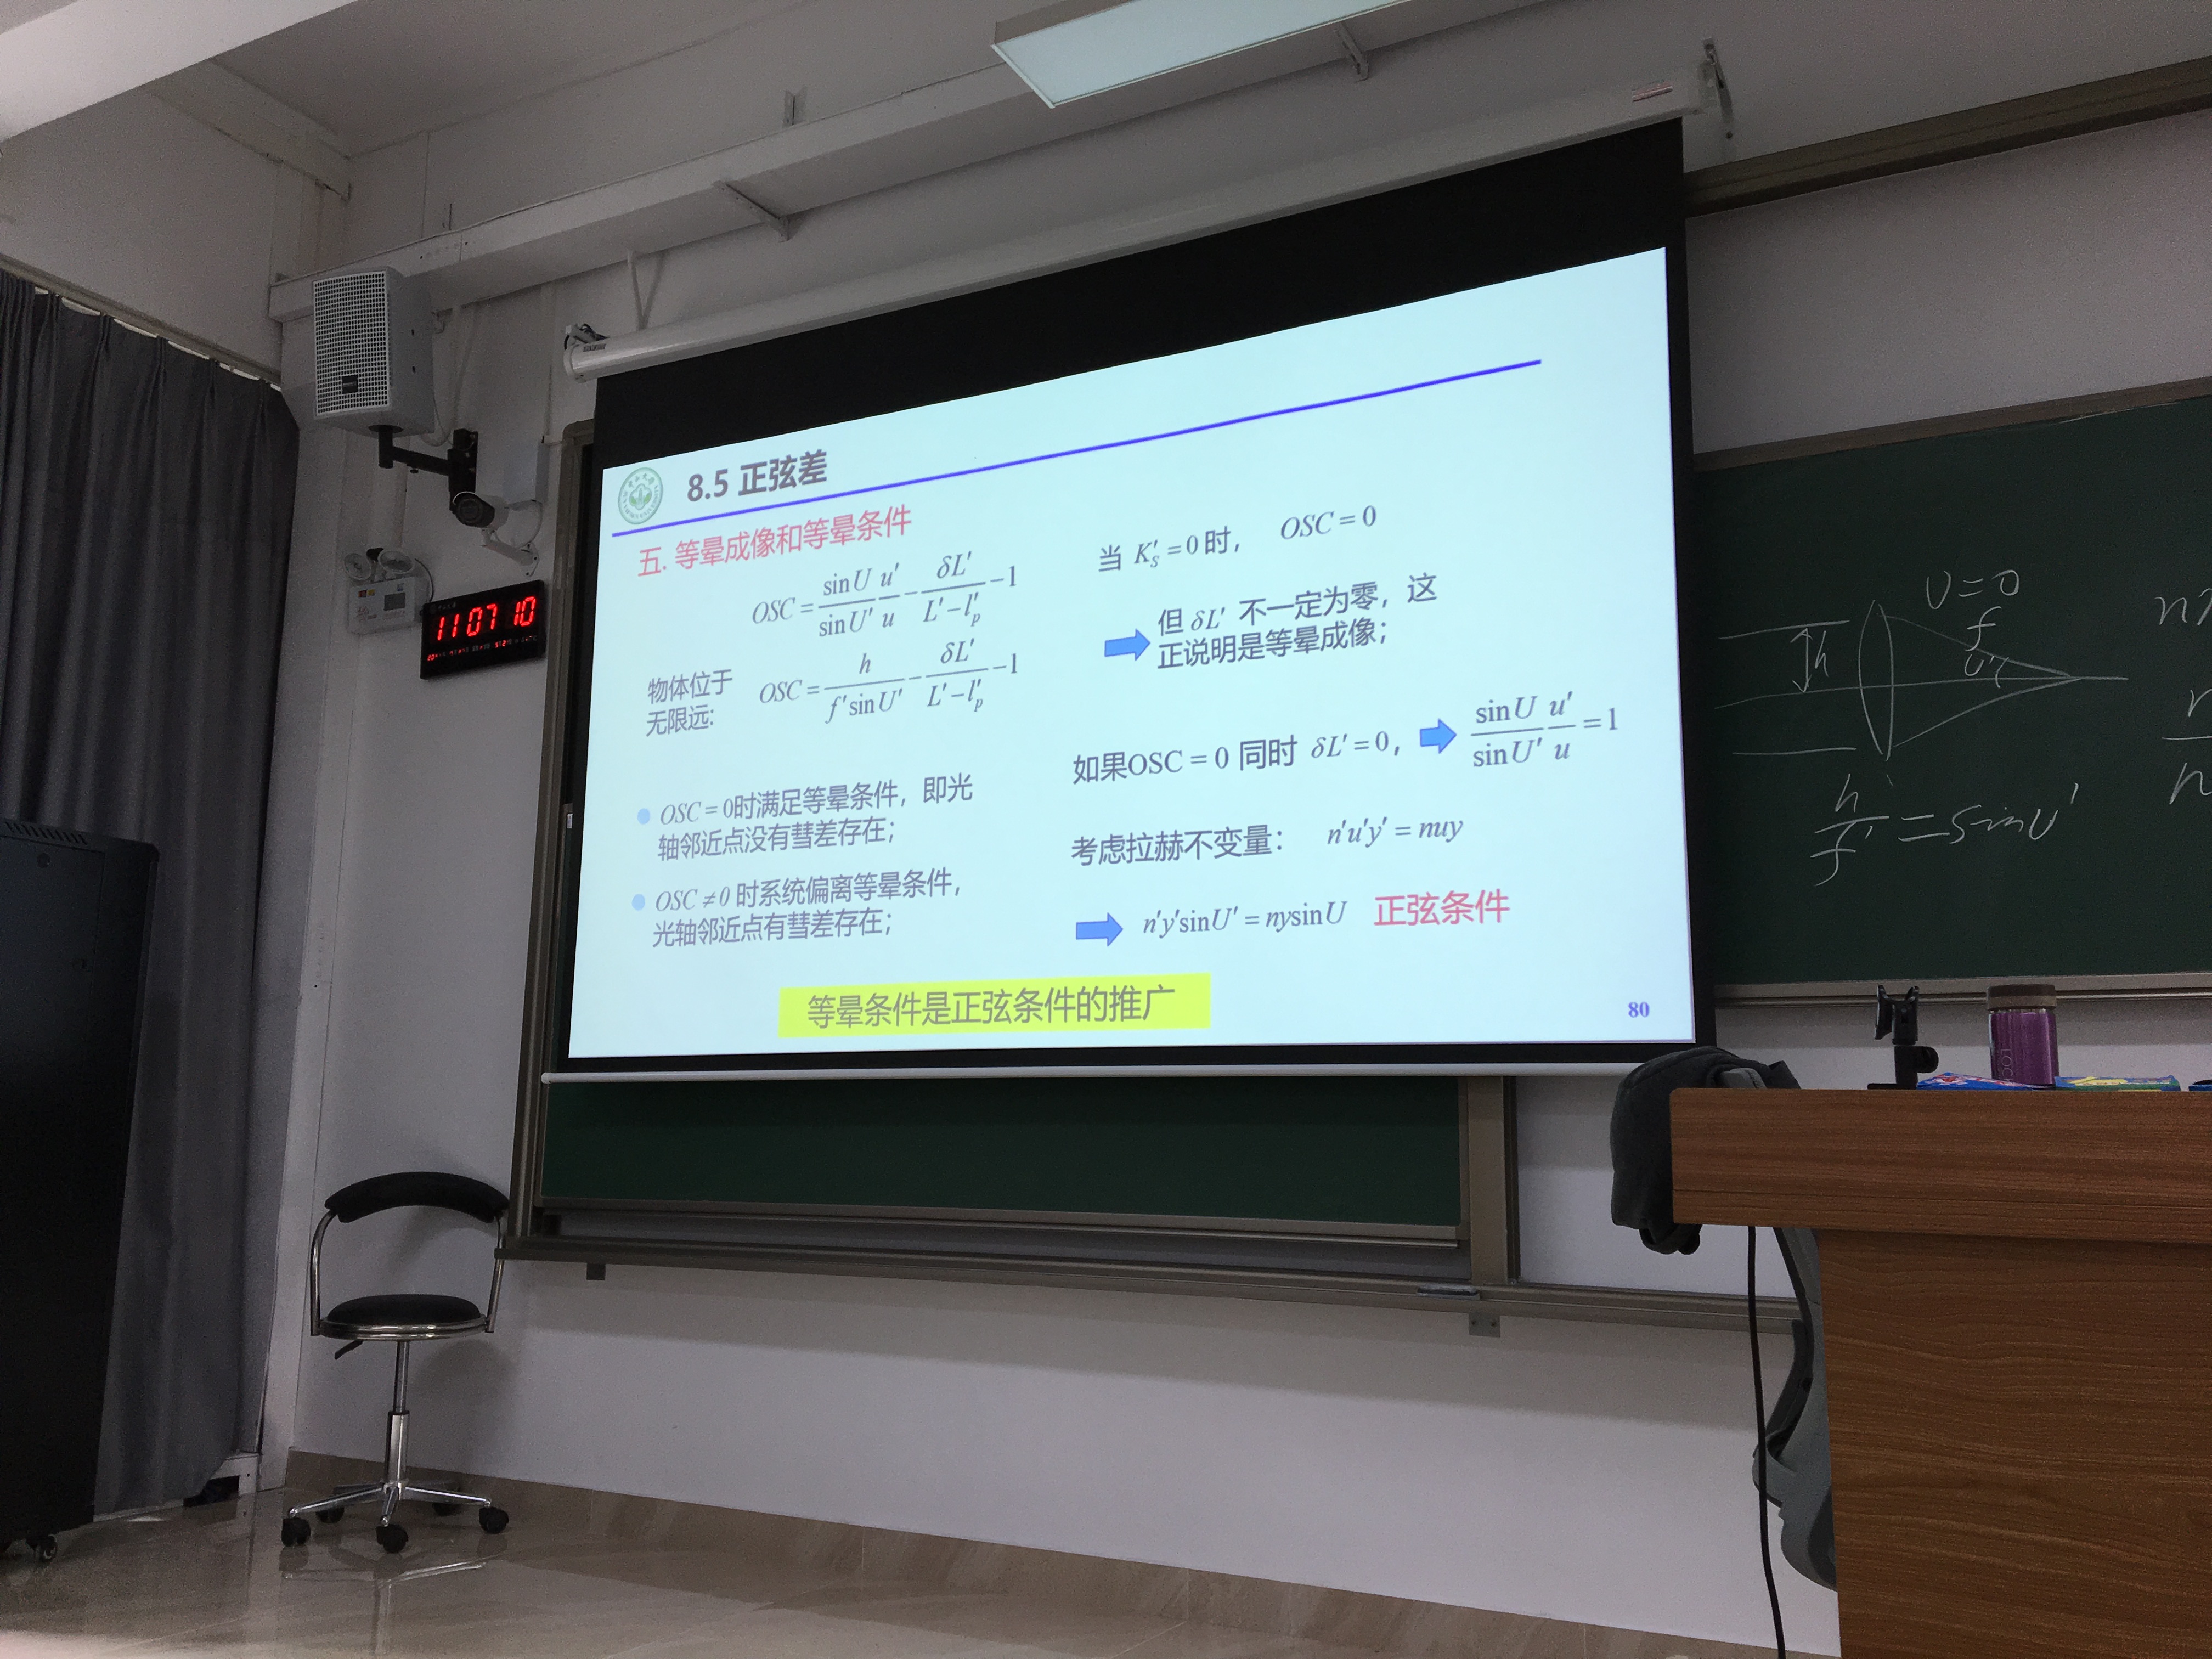 8.5 正弦差
五. 等晕成像和等晕条件
OSC = \frac{\sin U}{\sin U'} \frac{u'}{u} - \frac{\delta L'}{L' - l'_p} - 1
物体位于
无限远:
OSC = \frac{h}{f' \sin U'} - \frac{\delta L'}{L' - l'_p} - 1
OSC = 0时满足等晕条件，即光
轴邻近点没有彗差存在；
OSC ≠ 0 时系统偏离等晕条件，
光轴邻近点有彗差存在；
当 K'_s = 0 时， OSC = 0
但 δL' 不一定为零，这
正说明是等晕成像；
如果OSC = 0 同时 δL' = 0，
\frac{\sin U}{\sin U'} \frac{u'}{u} = 1
考虑拉赫不变量： n'u'y' = nuy
n'y'sinU' = nysinU 正弦条件
等晕条件是正弦条件的推广
80
11 07 10
U=0
h
\frac{h}{f'} = sinU'